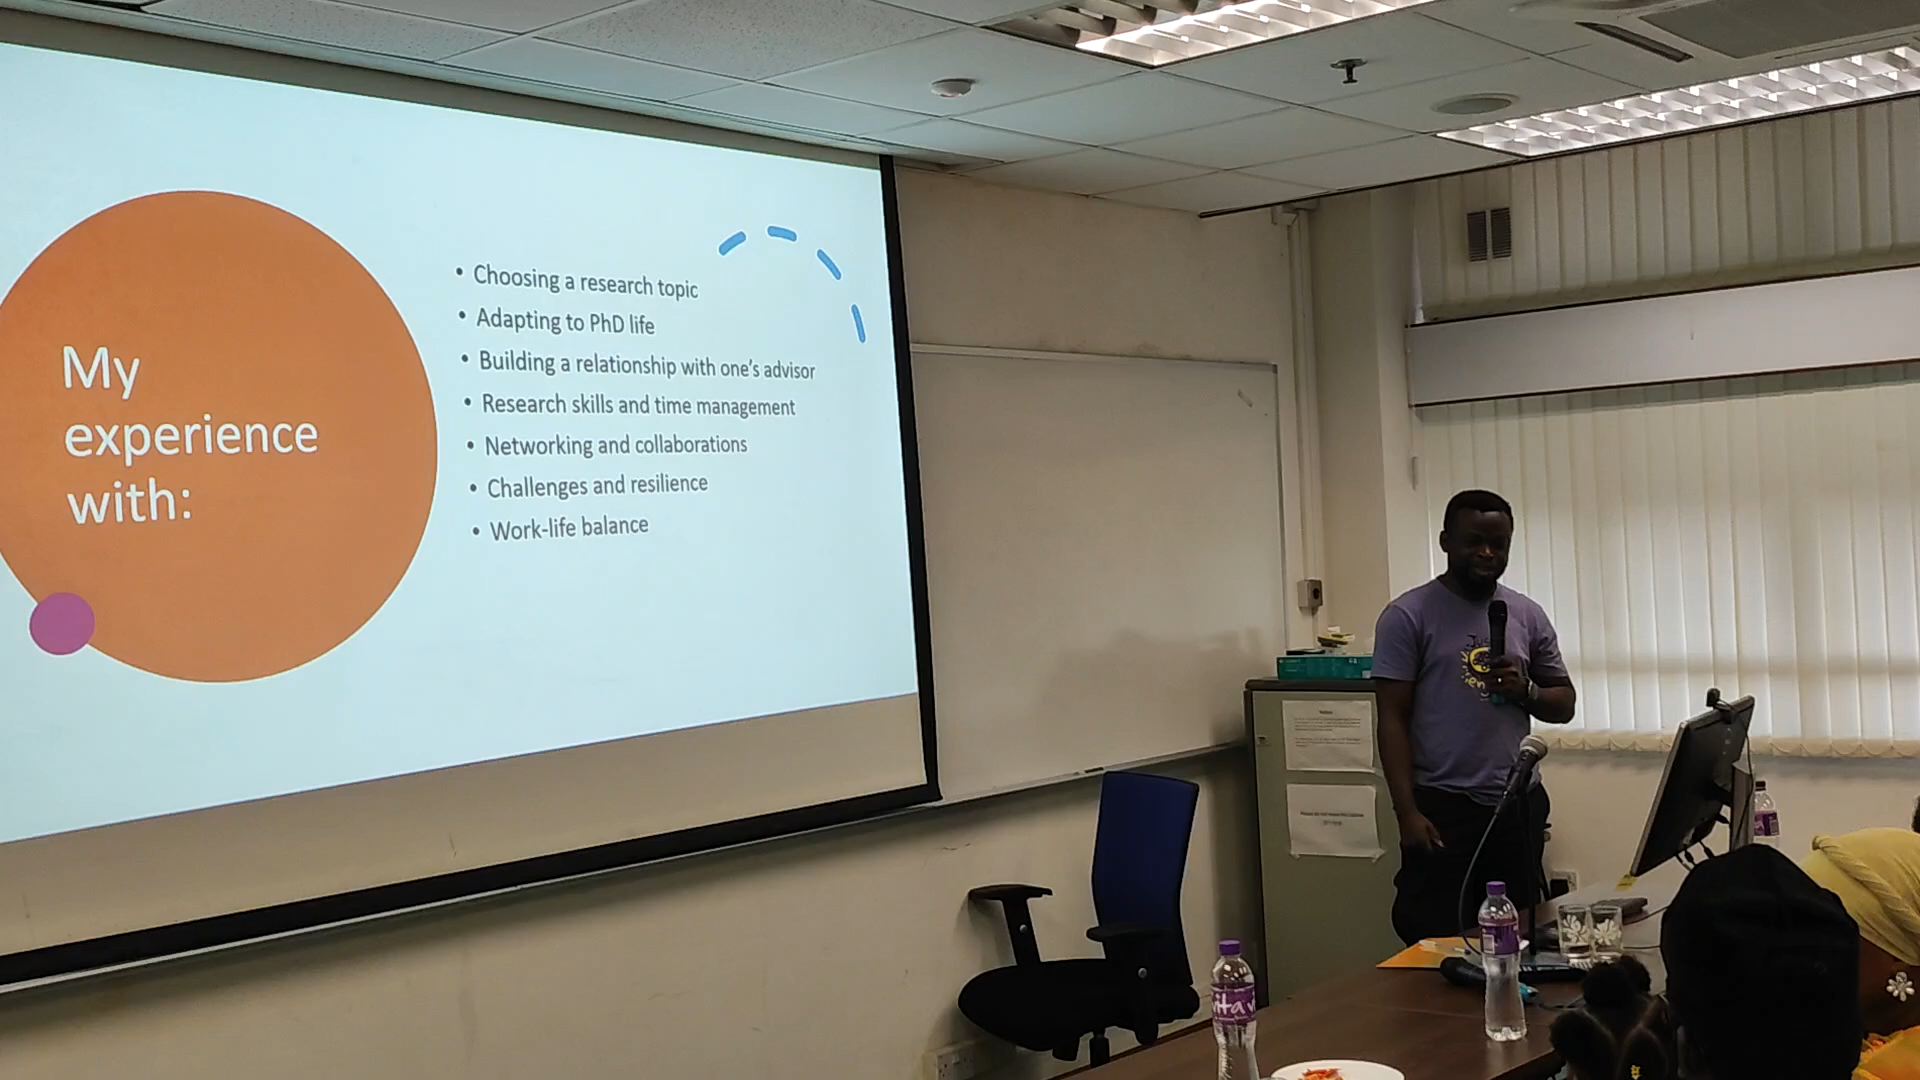 My
experience
with:
• Choosing a research topic
• Adapting to PhD life
• Building a relationship with one's advisor
• Research skills and time management
• Networking and collaborations
• Challenges and resilience
• Work-life balance